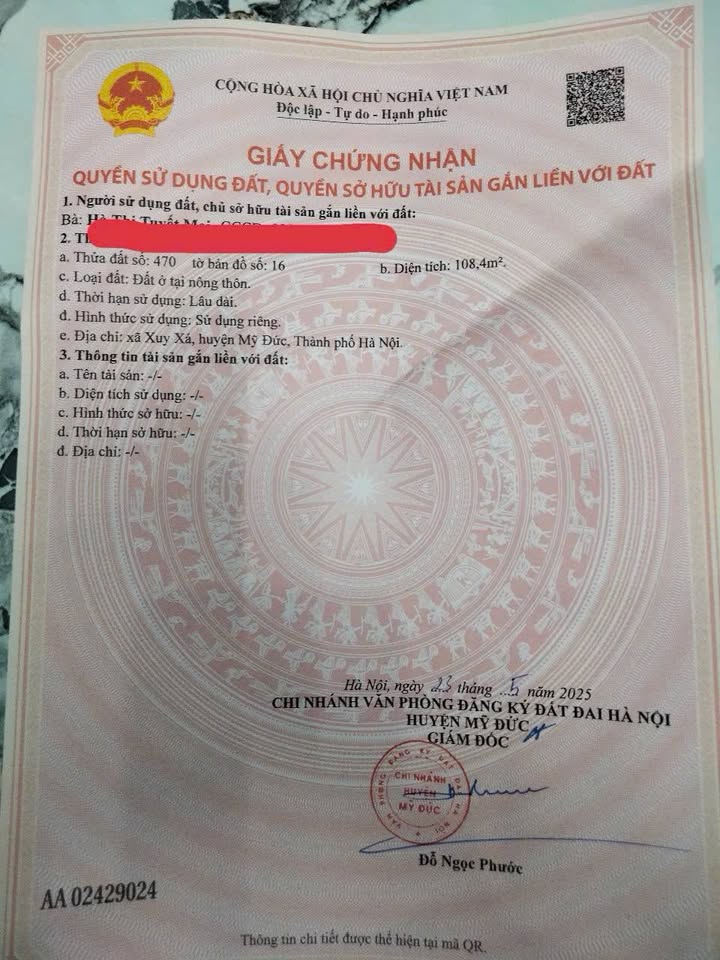 CỘNG HÒA XÃ HỘI CHỦ NGHĨA VIỆT NAM
Độc lập - Tự do - Hạnh phúc
GIẤY CHỨNG NHẬN
QUYỀN SỬ DỤNG ĐẤT, QUYỀN SỞ HỮU TÀI SẢN GẮN LIỀN VỚI ĐẤT
1. Người sử dụng đất, chủ sở hữu tài sản gắn liền với đất:
Bà:
2.
a. Thửa đất số: 470 tờ bản đồ số: 16 b. Diện tích: 108,4m².
c. Loại đất: Đất ở tại nông thôn.
d. Thời hạn sử dụng: Lâu dài.
đ. Hình thức sử dụng: Sử dụng riêng.
e. Địa chỉ: xã Xuy Xá, huyện Mỹ Đức, Thành phố Hà Nội.
3. Thông tin tài sản gắn liền với đất:
a. Tên tài sản: -/-
b. Diện tích sử dụng: -/-
c. Hình thức sở hữu: -/-
d. Thời hạn sở hữu: -/-
đ. Địa chỉ: -/-
Hà Nội, ngày 23 tháng 5 năm 2025
CHI NHÁNH VĂN PHÒNG ĐĂNG KÝ ĐẤT ĐAI HÀ NỘI
HUYỆN MỸ ĐỨC
GIÁM ĐỐC
VĂN PHÒNG ĐĂNG KÝ ĐẤT ĐAI HÀ NỘI
CHI NHÁNH
HUYỆN
MỸ ĐỨC
Đỗ Ngọc Phước
AA 02429024
Thông tin chi tiết được thể hiện tại mã QR.